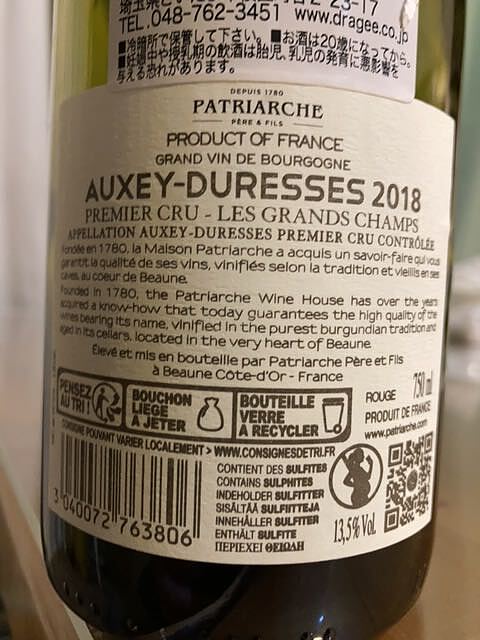 TEL.048-762-3451 www.dragee.co.jp
■冷暗所で保管して下さい。■お酒は20歳になってから。
■妊娠中や授乳期の飲酒は胎児、乳児の発育に悪影響を
与える恐れがあります。
DEPUIS 1780
PATRIARCHE
PÈRE & FILS
PRODUCT OF FRANCE
GRAND VIN DE BOURGOGNE
AUXEY-DURESSES 2018
PREMIER CRU - LES GRANDS CHAMPS
APPELLATION AUXEY-DURESSES PREMIER CRU CONTRÔLÉE
Fondée en 1780, la Maison Patriarche a acquis un savoir-faire qui vous
garantit la qualité de ses vins, vinifiés selon la tradition et vieillis en ses
caves, au coeur de Beaune.
Founded in 1780, the Patriarche Wine House has over the years
acquired a know-how that today guarantees the high quality of the
wines bearing its name, vinified in the purest burgundian tradition and
aged in its cellars, located in the very heart of Beaune.
Élevé et mis en bouteille par Patriarche Père et Fils
à Beaune Côte-d'Or - France
PENSEZ
AU TRI !
BOUCHON
LIEGE
À JETER
BOUTEILLE
VERRE
À RECYCLER
CONSIGNE POUVANT VARIER LOCALEMENT > WWW.CONSIGNESDETRI.FR
ROUGE
750 ml
PRODUIT DE FRANCE
www.patriarche.com
CONTIENT DES SULFITES
CONTAINS SULPHITES
INDEHOLDER SULFITTER
SISÄLTÄÄ SULFIITTEJA
INNEHÅLLER SULFITER
ENTHÄLT SULFITE
ΠΕΡΙΕΧΕΙ ΘΕΙΩΔΗ
13,5% Vol.
3 040072 763806